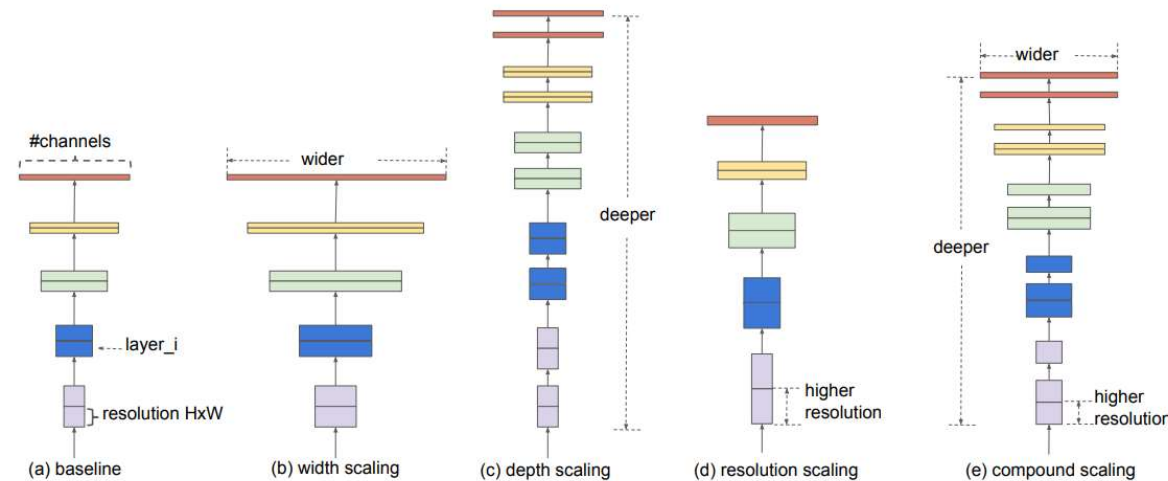 #channels
layer_i
resolution HxW
(a) baseline
wider
(b) width scaling
deeper
(c) depth scaling
higher
resolution
(d) resolution scaling
wider
deeper
higher
resolution
(e) compound scaling